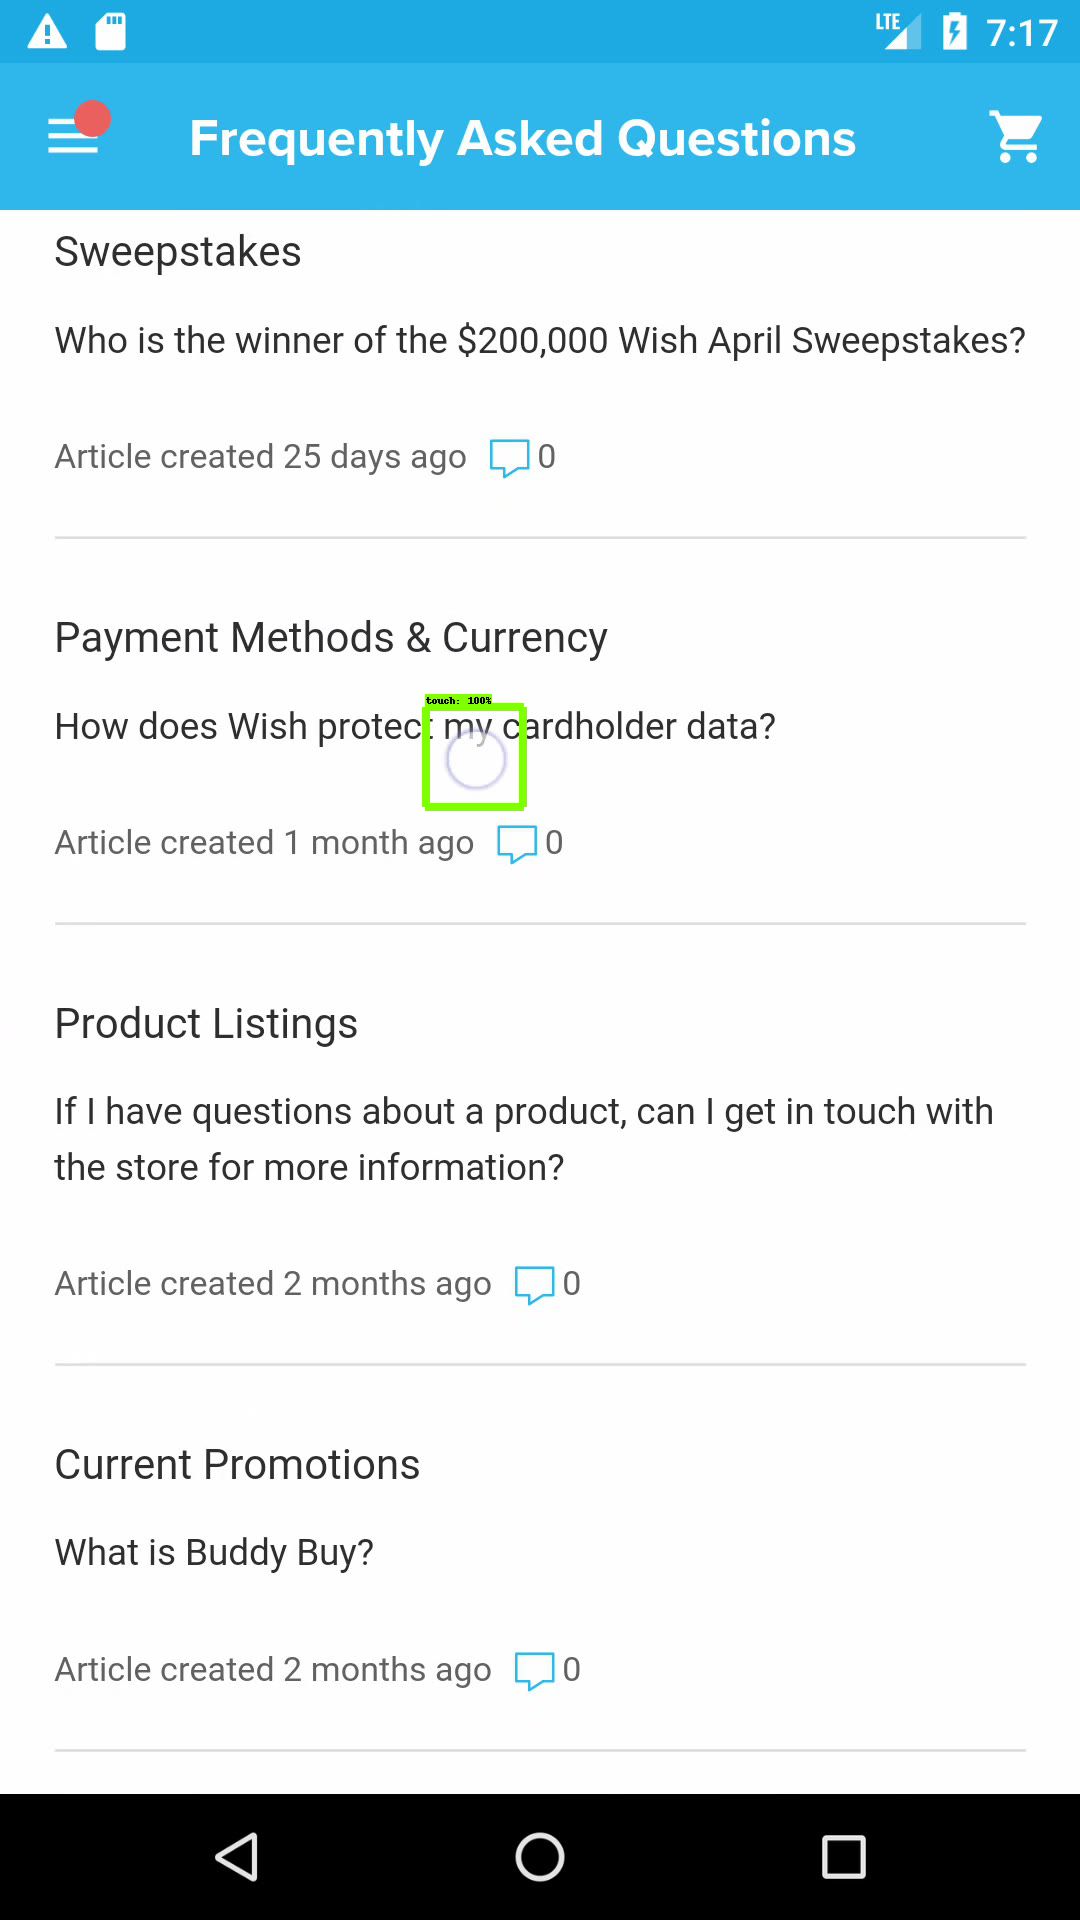 LTE 7:17
Frequently Asked Questions
Sweepstakes
Who is the winner of the $200,000 Wish April Sweepstakes?
Article created 25 days ago 0
Payment Methods & Currency
touch: 100%
How does Wish protect my cardholder data?
Article created 1 month ago 0
Product Listings
If I have questions about a product, can I get in touch with
the store for more information?
Article created 2 months ago 0
Current Promotions
What is Buddy Buy?
Article created 2 months ago 0